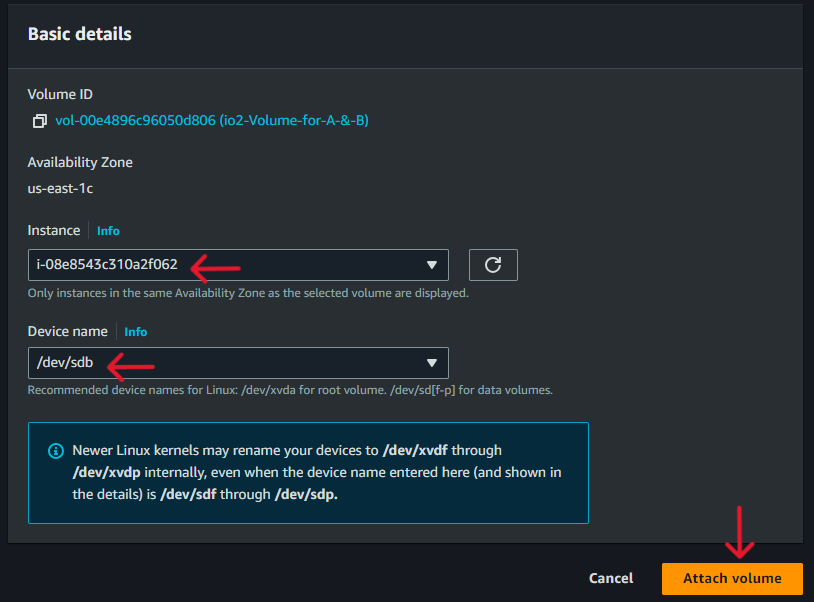 Basic details
Volume ID
vol-00e4896c96050d806 (io2-Volume-for-A-&-B)
Availability Zone
us-east-1c
Instance Info
i-08e8543c310a2f062
Only instances in the same Availability Zone as the selected volume are displayed.
Device name Info
/dev/sdb
Recommended device names for Linux: /dev/xvda for root volume. /dev/sd[f-p] for data volumes.
Newer Linux kernels may rename your devices to /dev/xvdf through
/dev/xvdp internally, even when the device name entered here (and shown in
the details) is /dev/sdf through /dev/sdp.
Cancel Attach volume